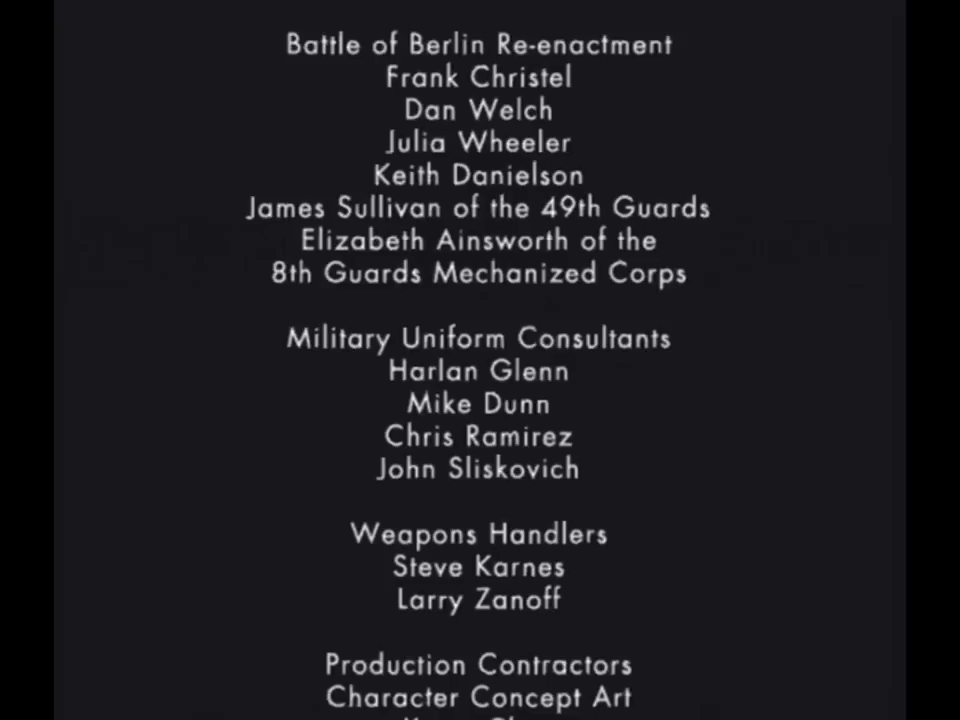 Battle of Berlin Re-enactment
Frank Christel
Dan Welch
Julia Wheeler
Keith Danielson
James Sullivan of the 49th Guards
Elizabeth Ainsworth of the
8th Guards Mechanized Corps
Military Uniform Consultants
Harlan Glenn
Mike Dunn
Chris Ramirez
John Sliskovich
Weapons Handlers
Steve Karnes
Larry Zanoff
Production Contractors
Character Concept Art